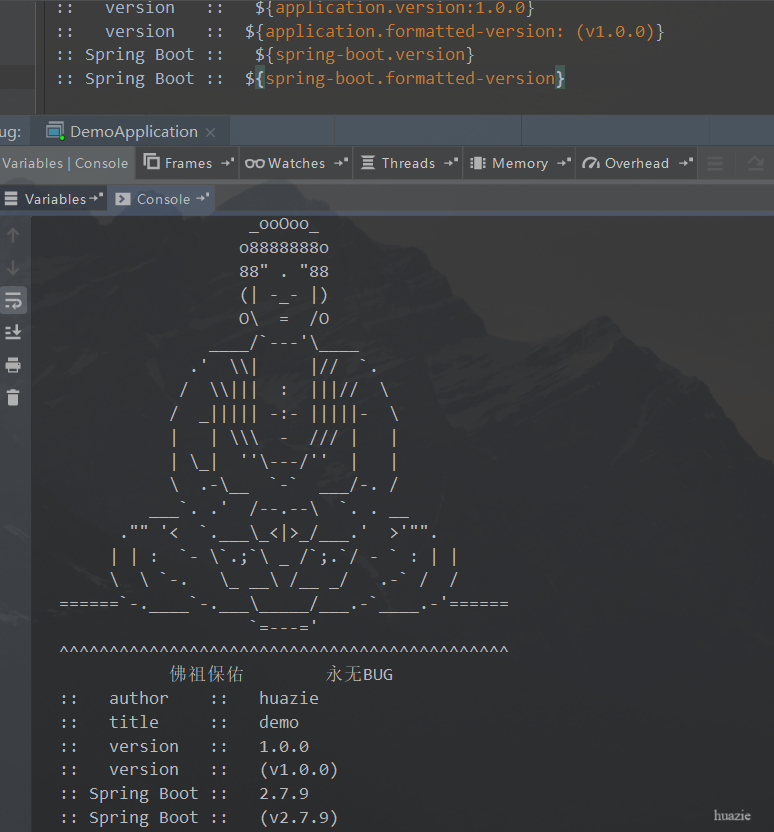 :: version :: ${application.version:1.0.0}
:: version :: ${application.formatted-version: (v1.0.0)}
:: Spring Boot :: ${spring-boot.version}
:: Spring Boot :: ${spring-boot.formatted-version}
ug: DemoApplication ×
Variables | Console Frames Watches Threads Memory Overhead
Variables Console
                   _ooOoo_
                  o8888888o
                  88" . "88
                  (| -_- |)
                  O\  =  /O
               ____/`---'\____
             .'  \\|     |//  `.
            /  \\|||  :  |||//  \
           /  _||||| -:- |||||-  \
           |   | \\\  -  /// |   |
           | \_|  ''\---/''  |   |
           \  .-\__  `-`  ___/-. /
         ___`. .'  /--.--\  `. . __
      ."" '<  `.___\_<|>_/___.'  >'"".
     | | :  `- \`.;`\ _ /`;.`/ - ` : | |
     \  \ `-.   \_ __\ /__ _/   .-` /  /
======`-.____`-.___\_____/___.-`____.-'======
                   `=---='
^^^^^^^^^^^^^^^^^^^^^^^^^^^^^^^^^^^^^^^^^^^^^
佛祖保佑 永无BUG
:: author :: huazie
:: title :: demo
:: version :: 1.0.0
:: version :: (v1.0.0)
:: Spring Boot :: 2.7.9
:: Spring Boot :: (v2.7.9)
huazie